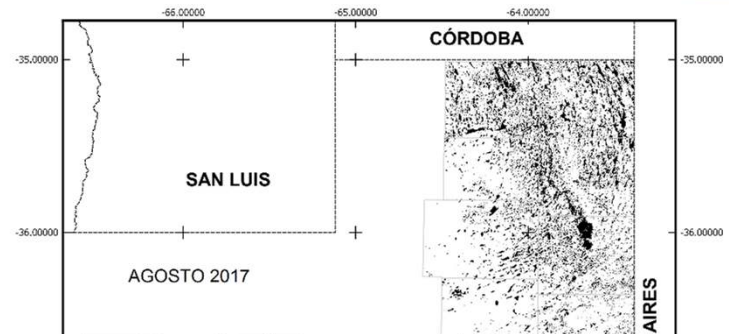 -66.00000 -65.00000 -64.00000
CÓRDOBA
-35.00000 -35.00000
SAN LUIS
-36.00000 -36.00000
AGOSTO 2017
AIRES